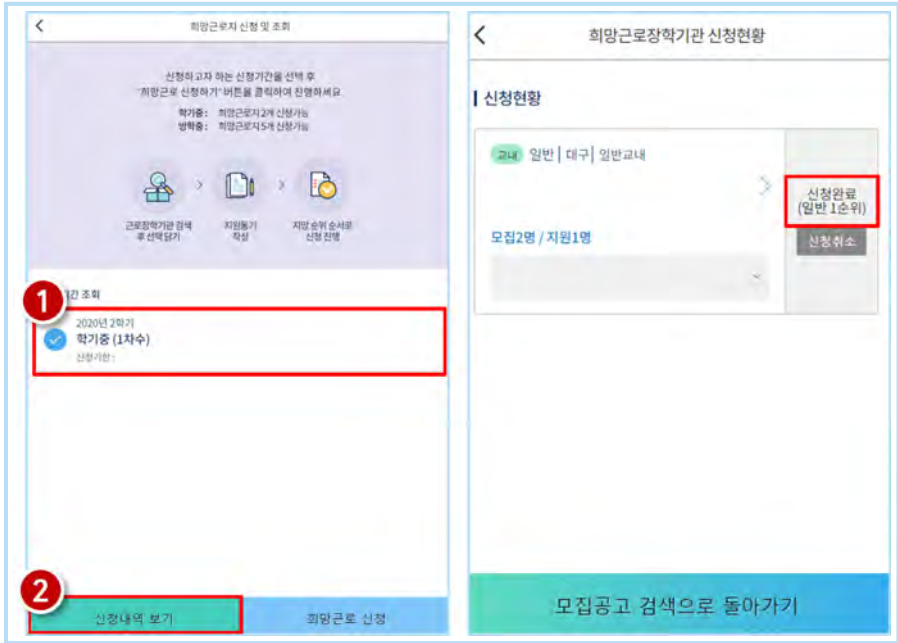 희망근로지 신청 및 조회
신청하고자 하는 신청기간을 선택 후
"희망근로 신청하기" 버튼을 클릭하여 진행하세요
학기중 : 희망근로지 2개 신청가능
방학중 : 희망근로지 5개 신청가능
근로장학기관 검색
후 선택 담기
지원동기
작성
지망 순위 순서로
신청 진행
1
기간 조회
2020년 2학기
학기중 (1차수)
신청기한 :
2
신청내역 보기
희망근로 신청
희망근로장학기관 신청현황
신청현황
교내 일반 | 대구 | 일반교내
모집2명 / 지원1명
신청완료
(일반 1순위)
신청취소
모집공고 검색으로 돌아가기